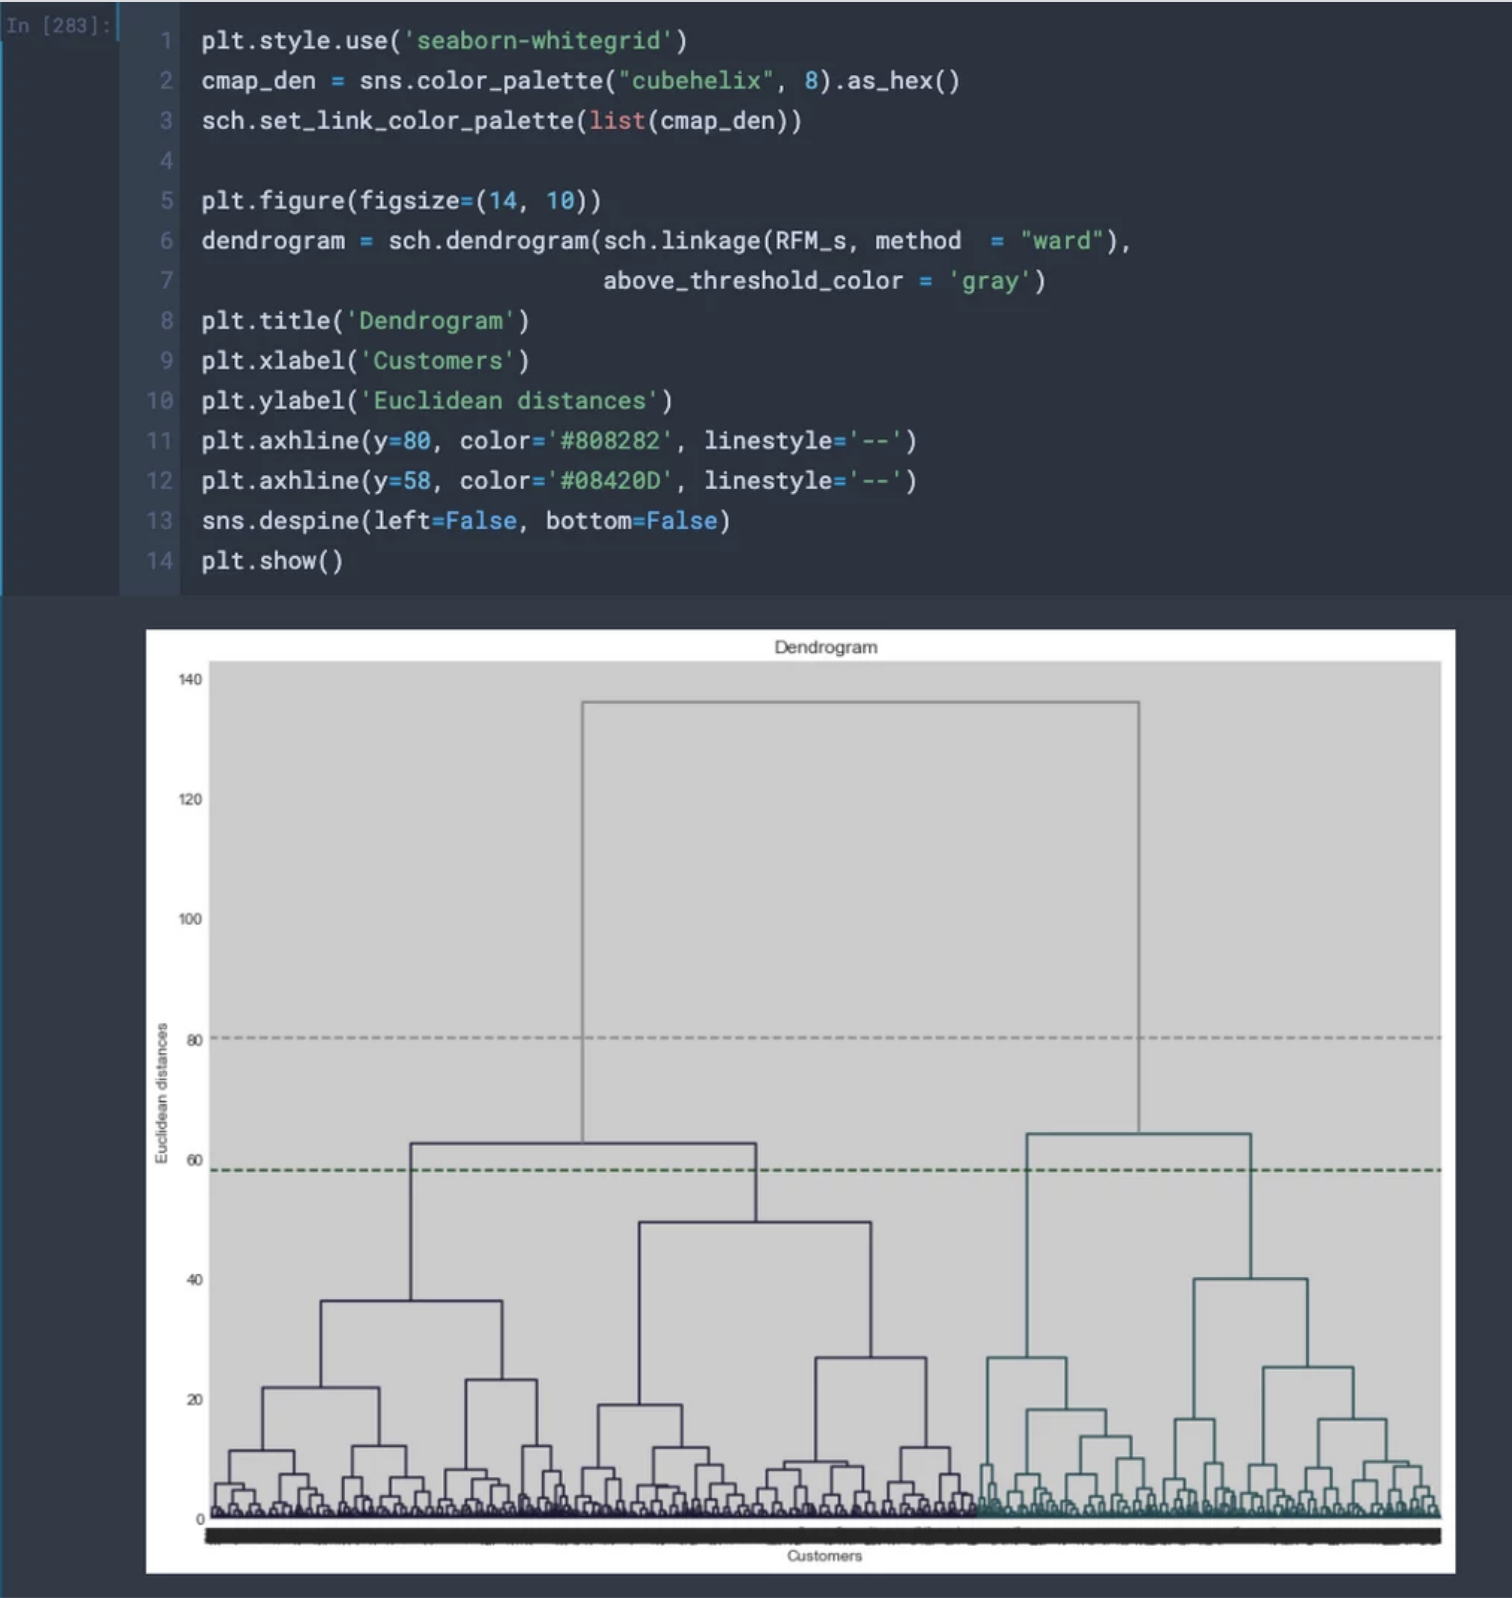 In [283]:
1 plt.style.use('seaborn-whitegrid')
2 cmap_den = sns.color_palette("cubehelix", 8).as_hex()
3 sch.set_link_color_palette(list(cmap_den))
4
5 plt.figure(figsize=(14, 10))
6 dendrogram = sch.dendrogram(sch.linkage(RFM_s, method  = "ward"),
7                             above_threshold_color = 'gray')
8 plt.title('Dendrogram')
9 plt.xlabel('Customers')
10 plt.ylabel('Euclidean distances')
11 plt.axhline(y=80, color='#808282', linestyle='--')
12 plt.axhline(y=58, color='#08420D', linestyle='--')
13 sns.despine(left=False, bottom=False)
14 plt.show()
Dendrogram
140
120
100
80
60
40
20
0
Euclidean distances
Customers